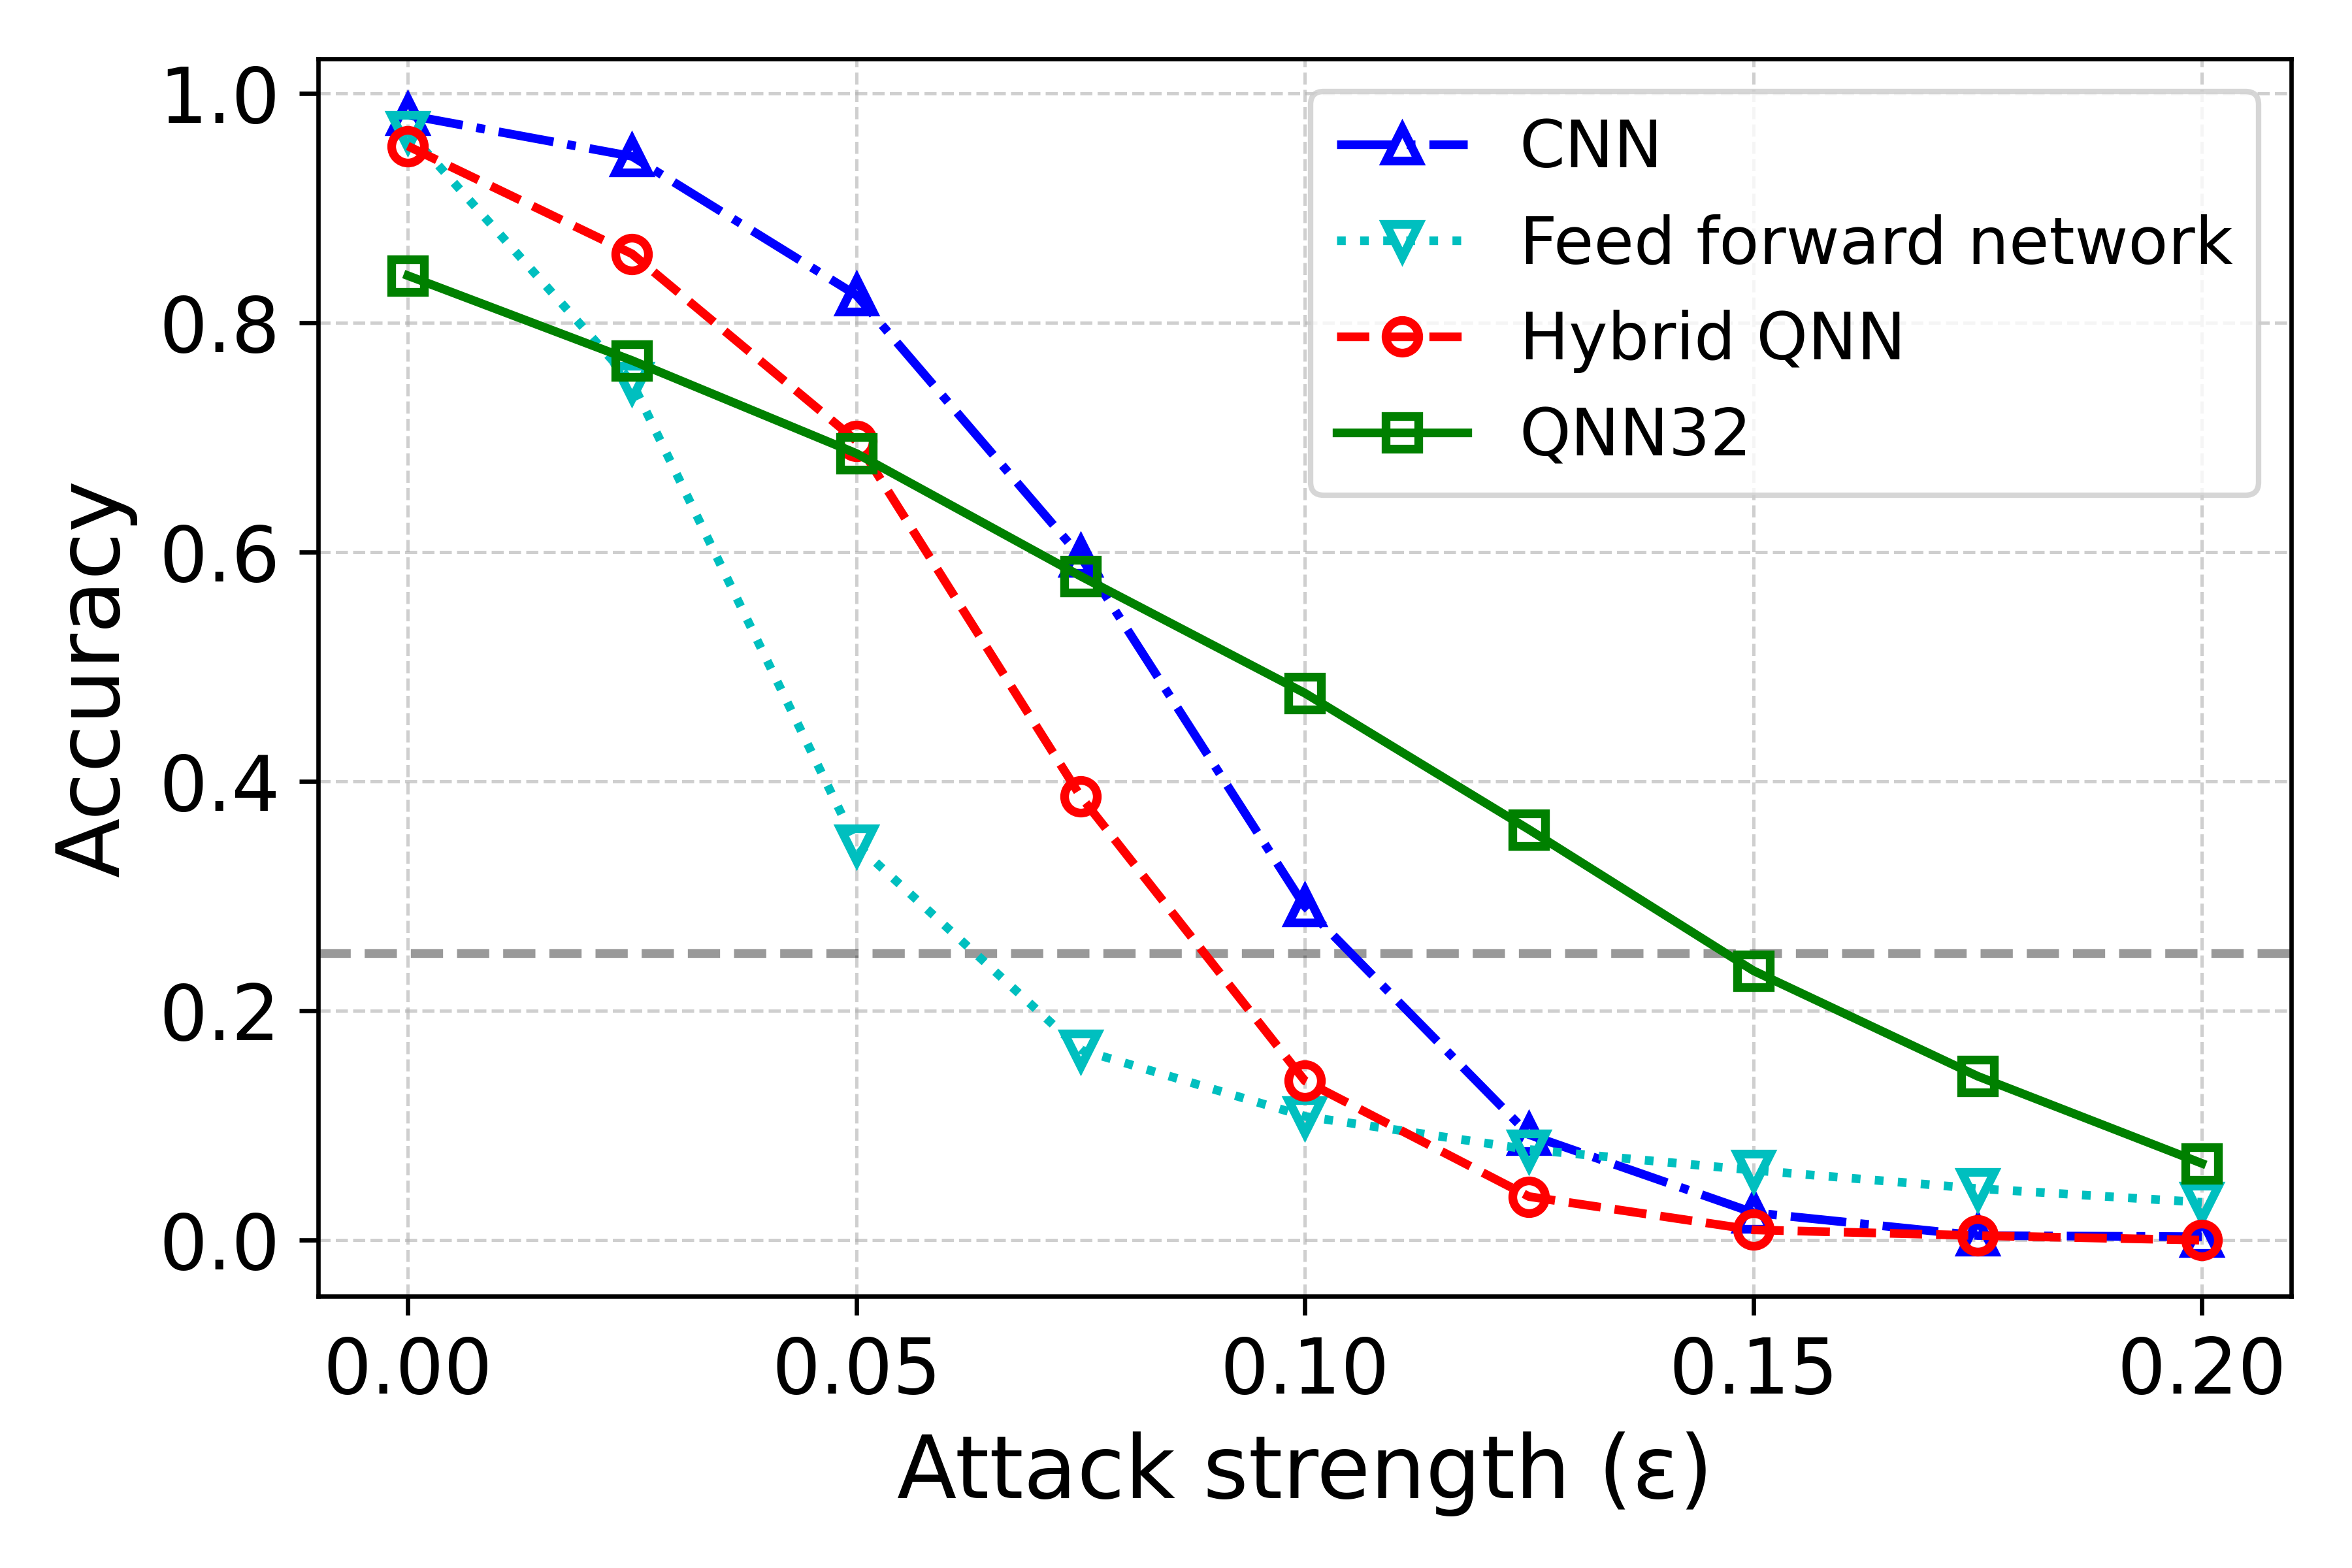 1.0
0.8
0.6
0.4
0.2
0.0
Accuracy
CNN
Feed forward network
Hybrid QNN
QNN32
0.00 0.05 0.10 0.15 0.20
Attack strength (ε)